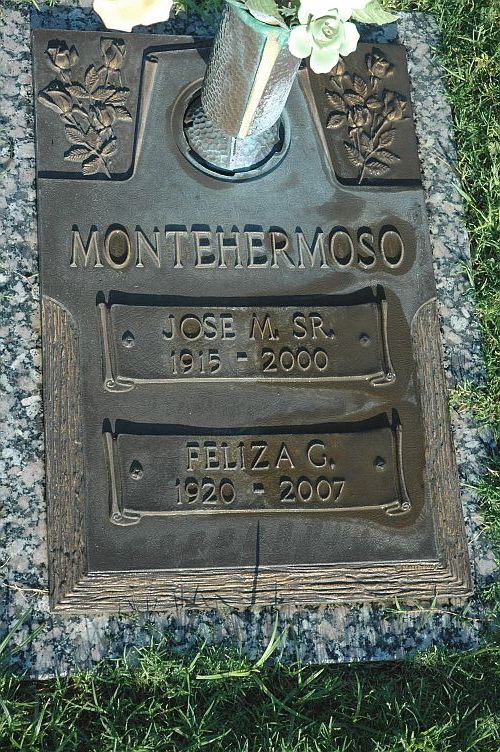 MONTEHERMOSO
JOSE M. SR.
1915 - 2000
FELIZA G.
1920 - 2007